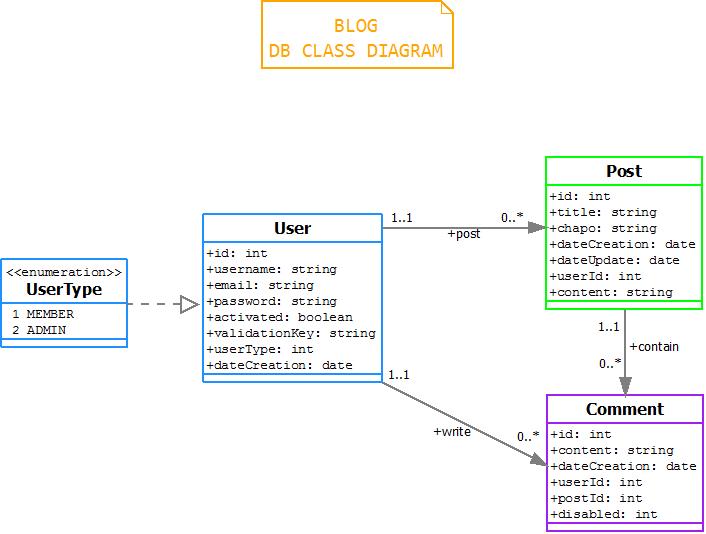 BLOG
DB CLASS DIAGRAM
<<enumeration>>
UserType
1 MEMBER
2 ADMIN
User
+id: int
+username: string
+email: string
+password: string
+activated: boolean
+validationKey: string
+userType: int
+dateCreation: date
1..1
0..*
+post
Post
+id: int
+title: string
+chapo: string
+dateCreation: date
+dateUpdate: date
+userId: int
+content: string
1..1
+contain
0..*
1..1
+write
0..*
Comment
+id: int
+content: string
+dateCreation: date
+userId: int
+postId: int
+disabled: int